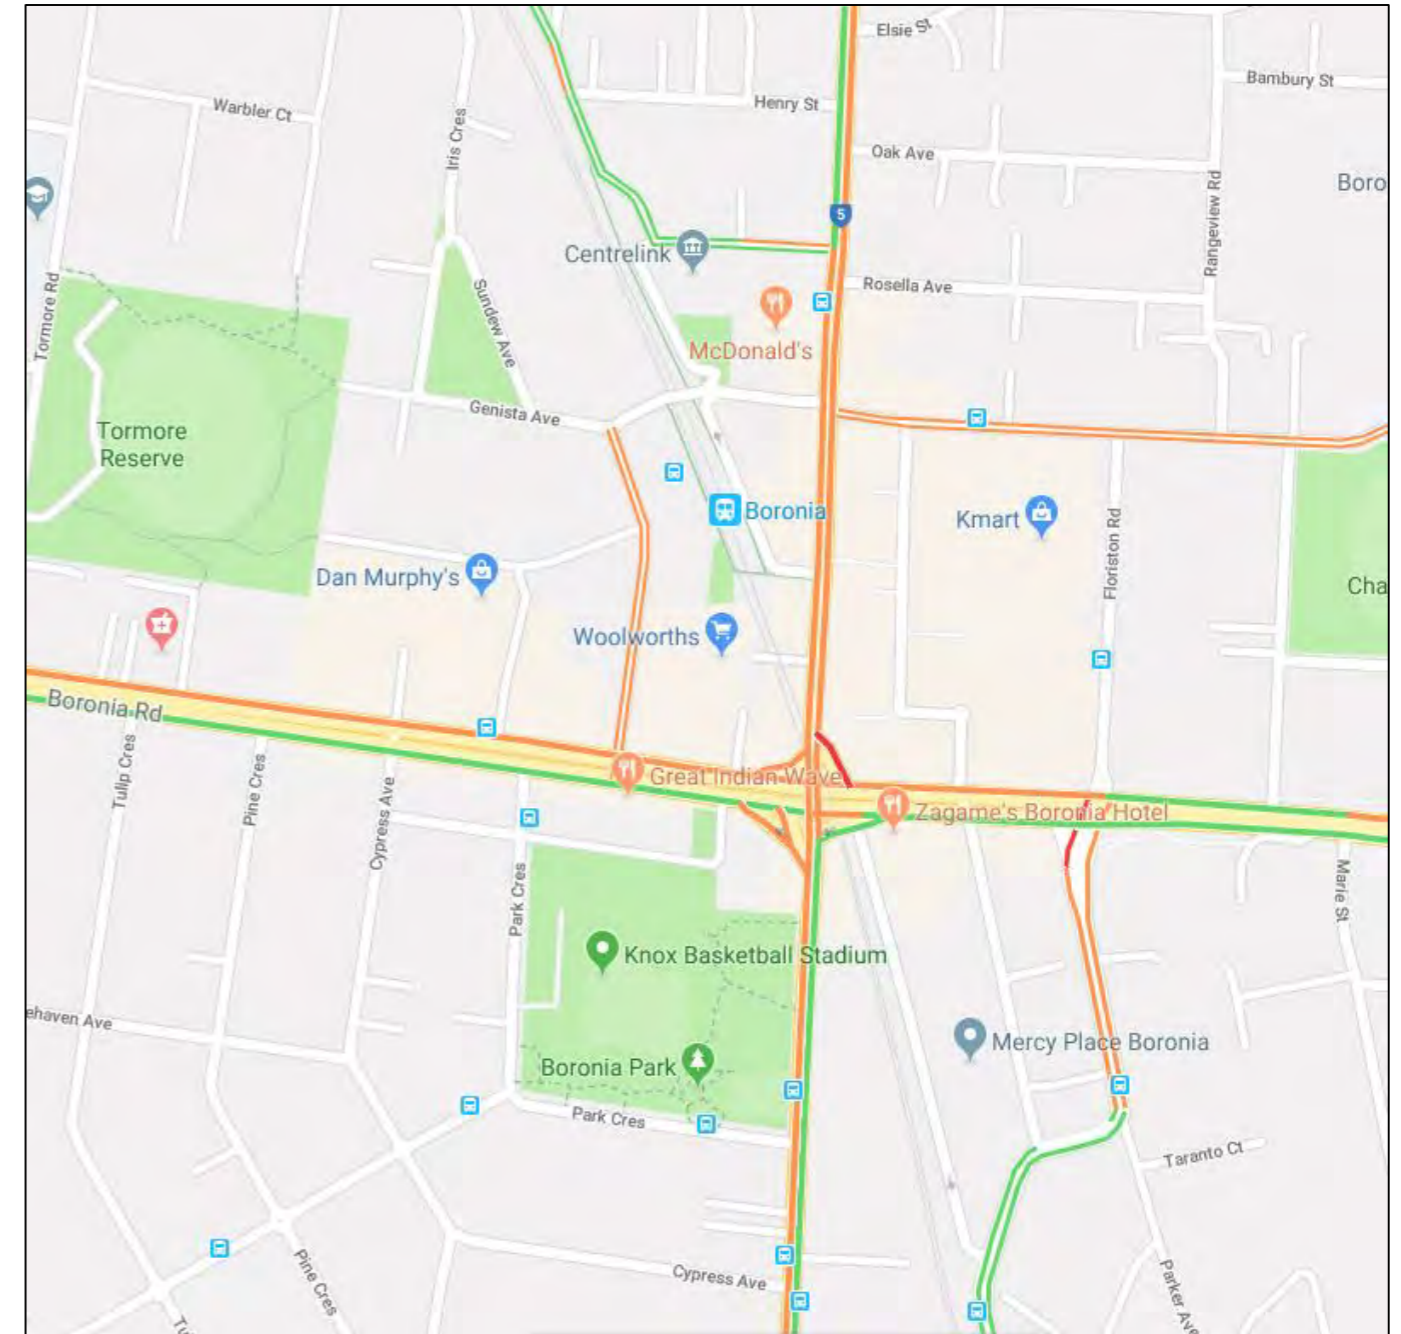 Elsie St
Bambury St
Warbler Ct
Henry St
Iris Cres
Oak Ave
Boro
5
Rangeview Rd
Centrelink
Tormore Rd
Sundew Ave
Rosella Ave
McDonald's
Genista Ave
Tormore
Reserve
Boronia
Kmart
Floriston Rd
Dan Murphy's
Cha
Woolworths
Boronia Rd
Tulip Cres
Pine Cres
Cypress Ave
Great Indian Wave
Zagame's Boronia Hotel
Park Cres
Marie St
Knox Basketball Stadium
ehaven Ave
Mercy Place Boronia
Boronia Park
Park Cres
Taranto Ct
Pine Cres
Cypress Ave
Parker Ave
Tu